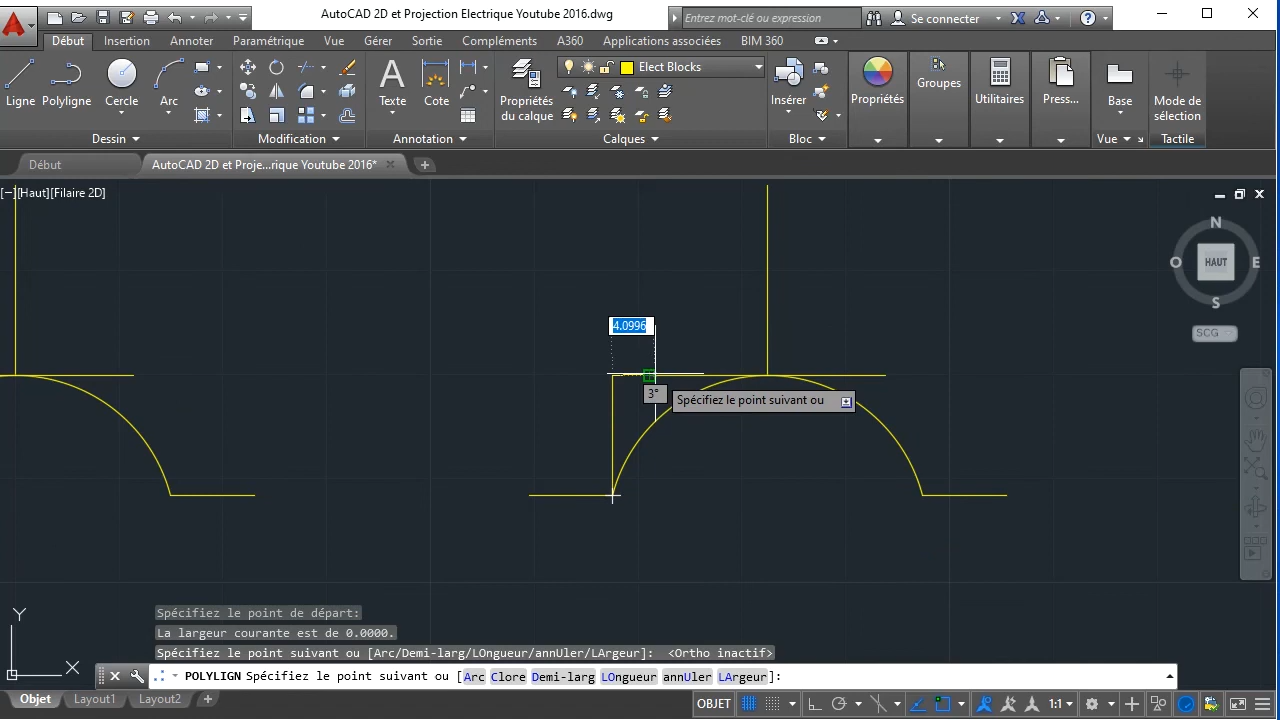 AutoCAD 2D et Projection Electrique Youtube 2016.dwg
Entrez mot-clé ou expression
Se connecter
Début Insertion Annoter Paramétrique Vue Gérer Sortie Compléments A360 Applications associées BIM 360
Elect Blocks
Ligne Polyligne Cercle Arc Texte Cote Propriétés du calque Insérer Propriétés Groupes Utilitaires Press... Base Mode de sélection
Dessin Modification Annotation Calques Bloc Vue Tactile
Début AutoCAD 2D et Proje...rique Youtube 2016*
[−][Haut][Filaire 2D]
N
O HAUT E
S
SCG
4.0996
3°
Spécifiez le point suivant ou
Spécifiez le point de départ:
Y
La largeur courante est de 0.0000.
Spécifiez le point suivant ou [Arc/Demi-larg/LOngueur/annUler/LArgeur]: <Ortho inactif>
X
POLYLIGN Spécifiez le point suivant ou [Arc Clore Demi-larg LOngueur annUler LArgeur]:
Objet Layout1 Layout2
OBJET 1:1